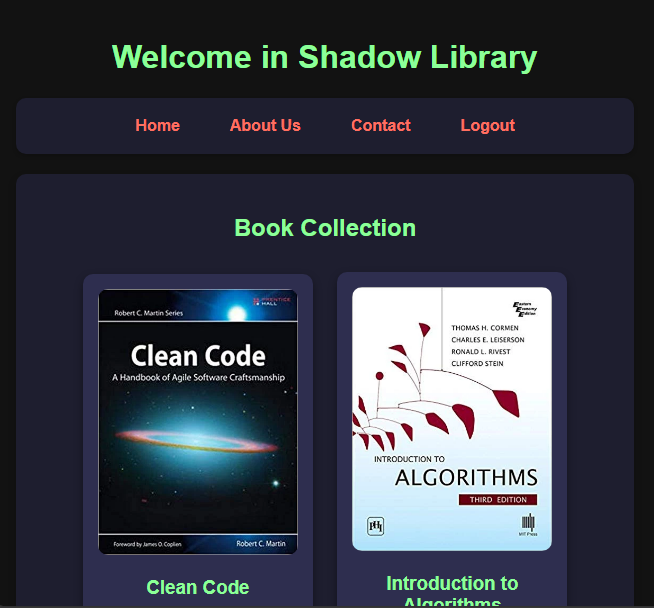 Welcome in Shadow Library
Home
About Us
Contact
Logout
Book Collection
PRENTICE
HALL
Robert C. Martin Series
Clean Code
A Handbook of Agile Software Craftsmanship
Foreword by James O. Coplien
Robert C. Martin
Clean Code
Eastern
Economy
Edition
THOMAS H. CORMEN
CHARLES E. LEISERSON
RONALD L. RIVEST
CLIFFORD STEIN
INTRODUCTION TO
ALGORITHMS
THIRD EDITION
PHI
MIT Press
Introduction to
Algorithms